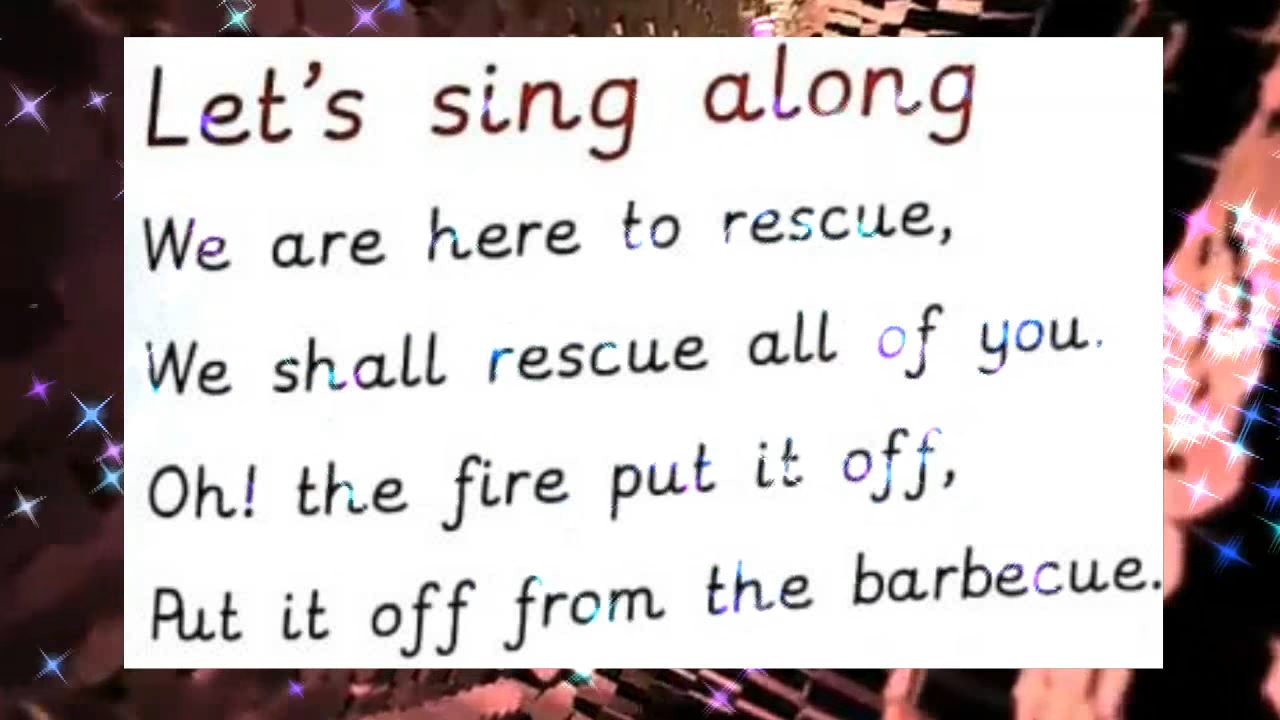 Let's sing along
We are here to rescue,
We shall rescue all of you.
Oh! the fire put it off,
Put it off from the barbecue.